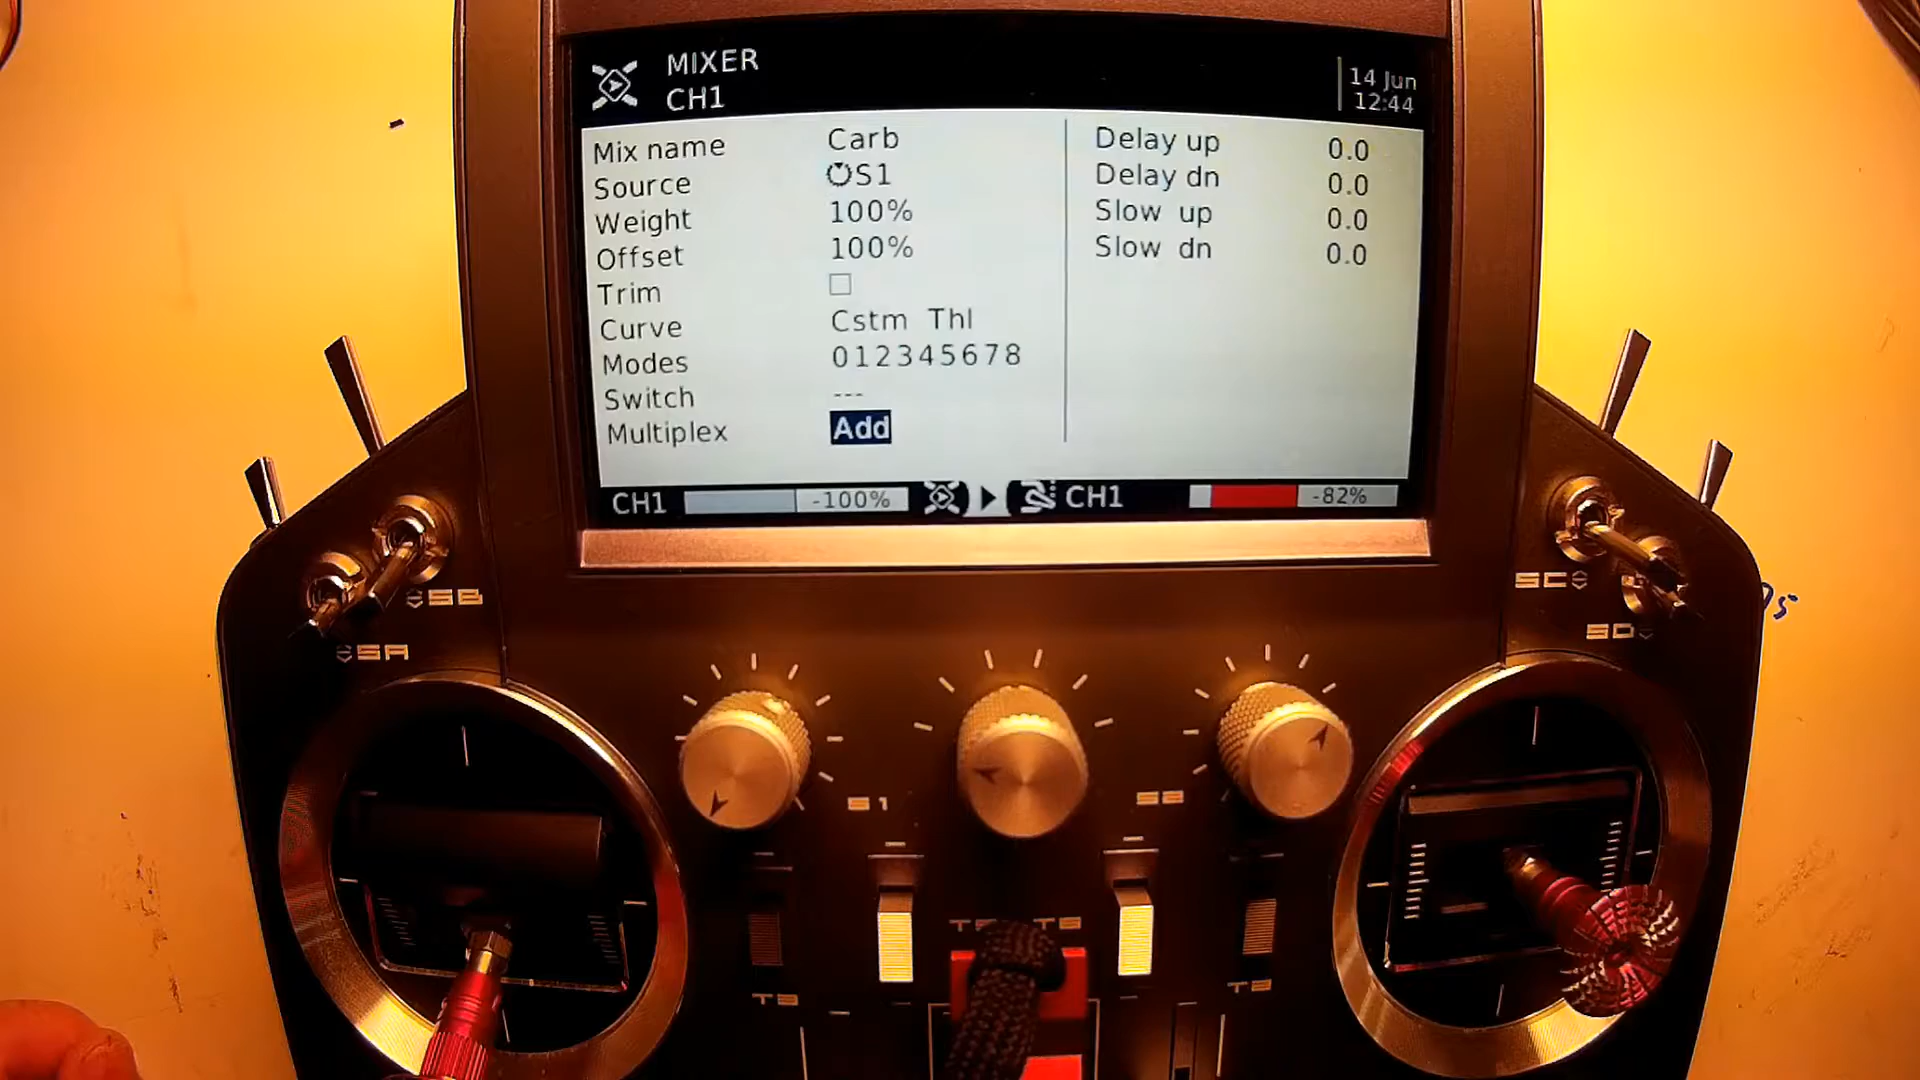 MIXER
CH1
14 Jun
12:44
Mix name Carb
Source S1
Weight 100%
Offset 100%
Trim
Curve Cstm Thl
Modes 012345678
Switch ---
Multiplex Add
Delay up 0.0
Delay dn 0.0
Slow up 0.0
Slow dn 0.0
CH1 -100% CH1 -82%
SB
SA
SC
SD
S1
S2
T3
T2